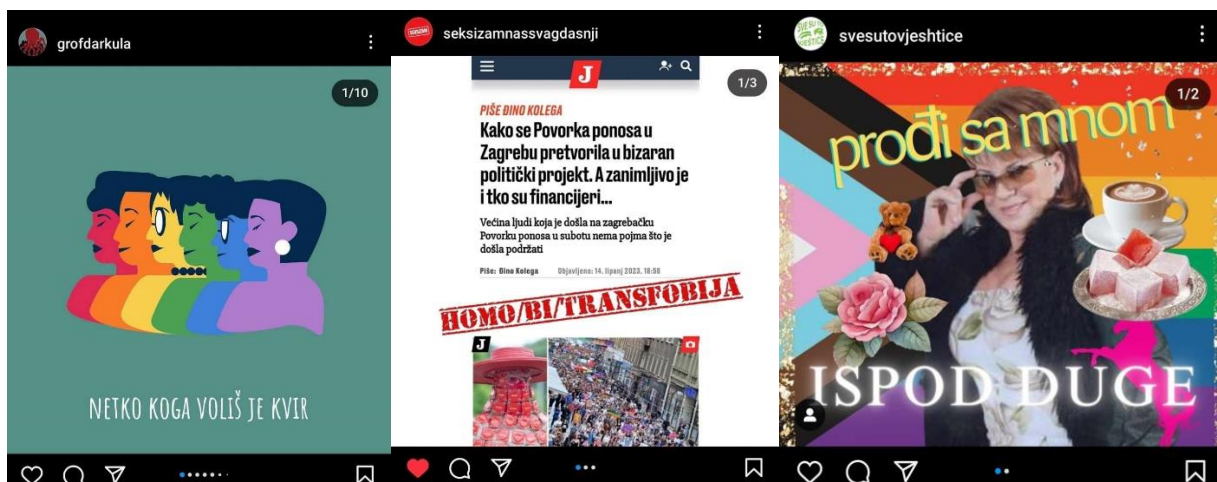 grofdarkula
1/10
NETKO KOGA VOLIŠ JE KVIR
seksizamnassvagdasnji
J
1/3
PIŠE ĐINO KOLEGA
Kako se Povorka ponosa u
Zagrebu pretvorila u bizaran
politički projekt. A zanimljivo je
i tko su financijeri...
Većina ljudi koja je došla na zagrebačku
Povorku ponosa u subotu nema pojma što je
došla podržati
Piše: Đino Kolega Objavljeno: 14. lipanj 2023. 18:58
HOMO/BI/TRANSFOBIJA
J
svesutovjeshtice
1/2
prođi sa mnom
ISPOD DUGE